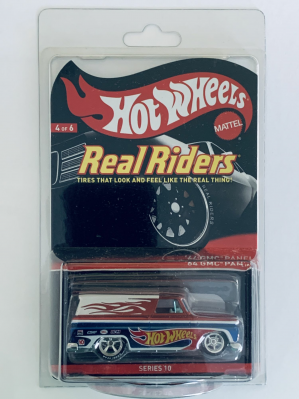 Hot Wheels
4 OF 6
MATTEL
Real Riders
TIRES THAT LOOK AND FEEL LIKE THE REAL THING!
'66 GMC PANEL
Hot Wheels
SERIES 10